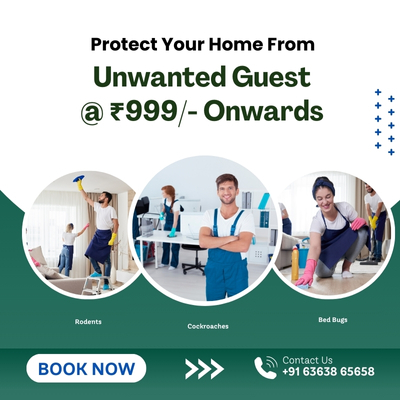 Protect Your Home From
Unwanted Guest
@ ₹999/- Onwards
Rodents
Cockroaches
Bed Bugs
BOOK NOW
Contact Us
+91 63638 65658